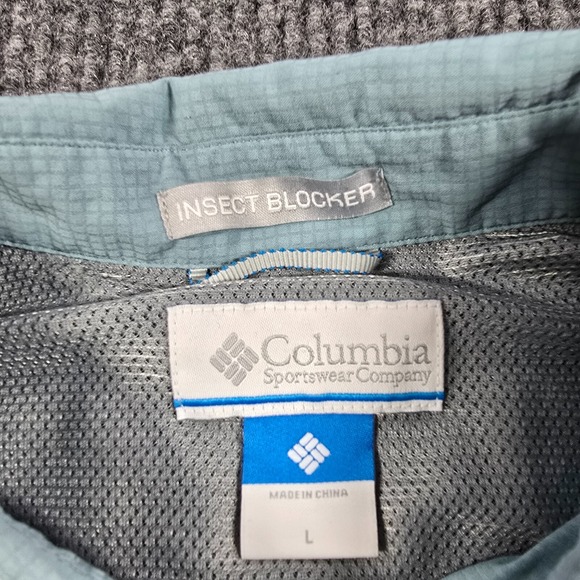 INSECT BLOCKER
Columbia
Sportswear Company
MADE IN CHINA
L